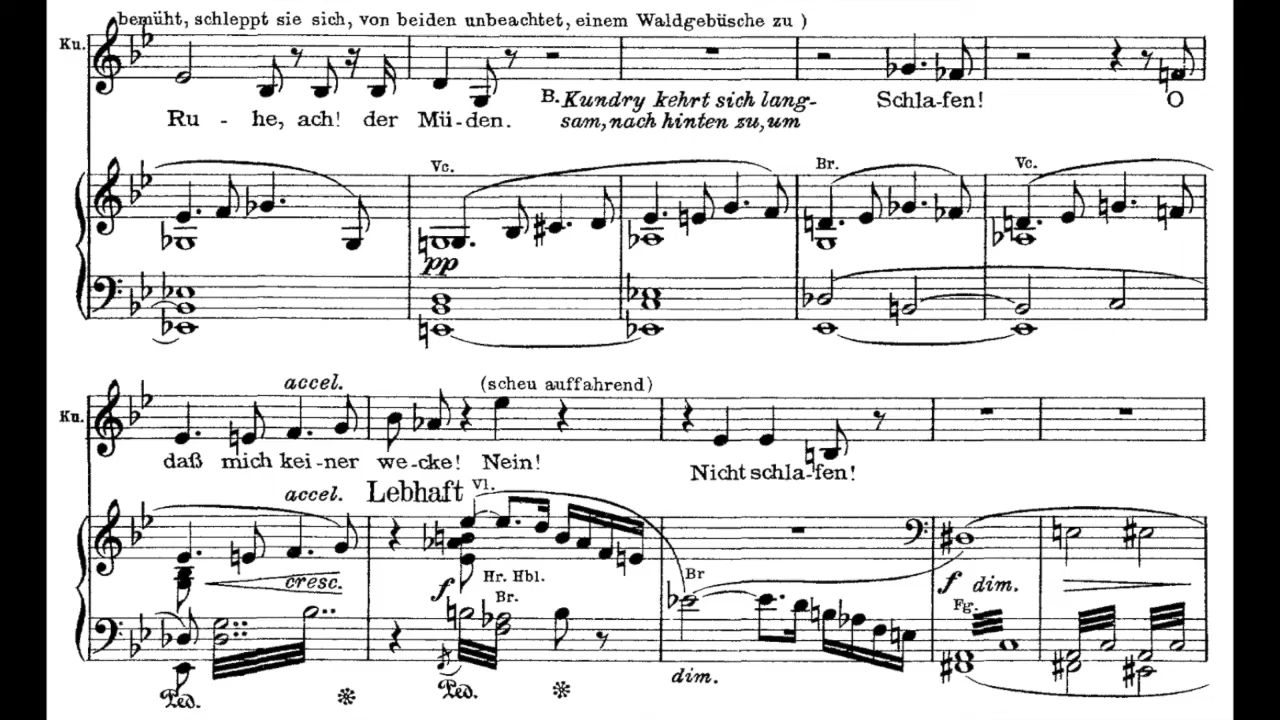 bemüht, schleppt sie sich, von beiden unbeachtet, einem Waldgebüsche zu )
Ku.
Ru - he, ach! der Mü-den. B. Kundry kehrt sich lang- Schla-fen! O
sam, nach hinten zu, um
Vc. Br. Vc.
pp
accel. (scheu auffahrend)
Ku.
daß mich kei-ner we-cke! Nein! Nicht schla-fen!
accel. Lebhaft Vl.
cresc. f Hr. Hbl. Br f dim.
Br. Fg.
dim.
Ped. Ped.